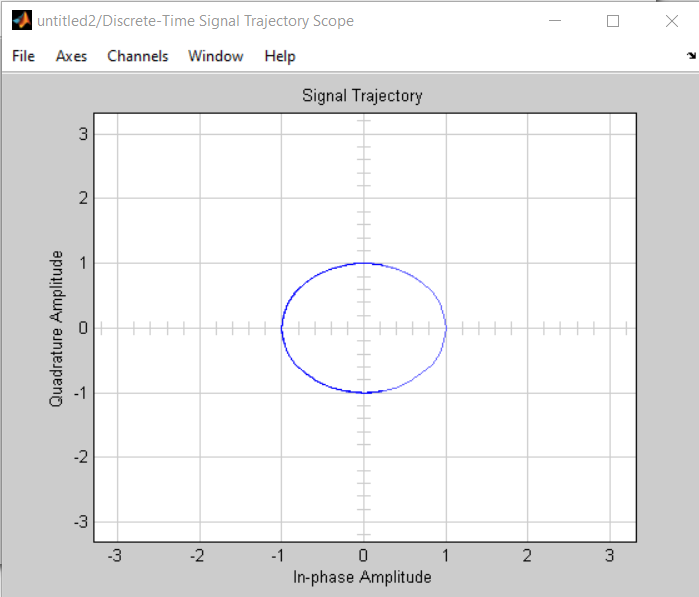 untitled2/Discrete-Time Signal Trajectory Scope
File Axes Channels Window Help
Signal Trajectory
3
2
1
0
-1
-2
-3
Quadrature Amplitude
-3 -2 -1 0 1 2 3
In-phase Amplitude